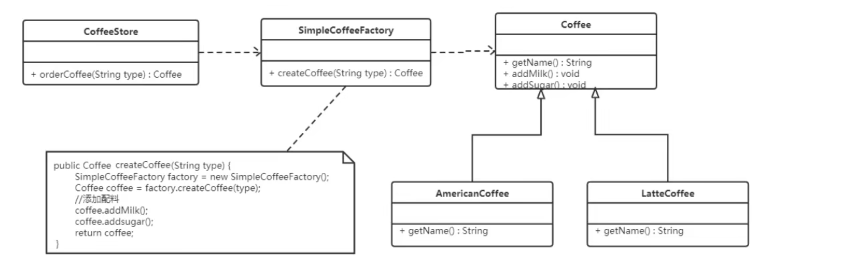 CoffeeStore
+ orderCoffee(String type) : Coffee
SimpleCoffeeFactory
+ createCoffee(String type) : Coffee
Coffee
+ getName() : String
+ addMilk() : void
+ addSugar() : void
public Coffee createCoffee(String type) {
SimpleCoffeeFactory factory = new SimpleCoffeeFactory();
Coffee coffee = factory.createCoffee(type);
//添加配料
coffee.addMilk();
coffee.addsugar();
return coffee;
}
AmericanCoffee
+ getName() : String
LatteCoffee
+ getName() : String